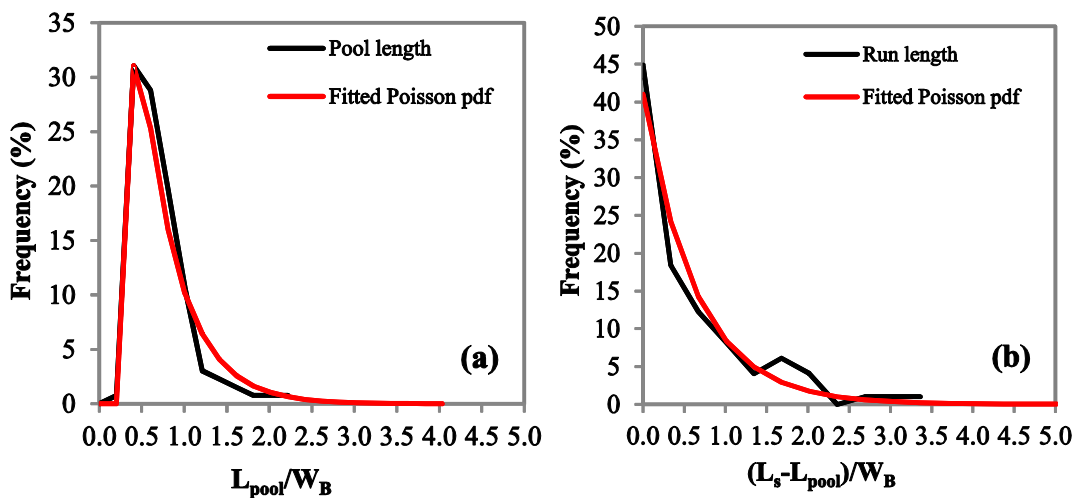 35
30
25
20
15
10
5
0
Frequency (%)
Pool length
Fitted Poisson pdf
(a)
0.0 0.5 1.0 1.5 2.0 2.5 3.0 3.5 4.0 4.5 5.0
Lpool/WB
50
45
40
35
30
25
20
15
10
5
0
Frequency (%)
Run length
Fitted Poisson pdf
(b)
0.0 0.5 1.0 1.5 2.0 2.5 3.0 3.5 4.0 4.5 5.0
(Ls-Lpool)/WB